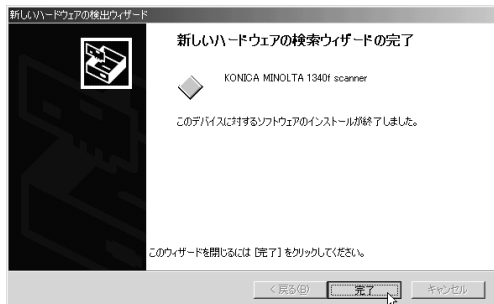 新しいハードウェアの検出ウィザード
新しいハードウェアの検索ウィザードの完了
KONICA MINOLTA 1340f scanner
このデバイスに対するソフトウェアのインストールが終了しました。
このウィザードを閉じるには [完了] をクリックしてください。
< 戻る(B)
完了
キャンセル